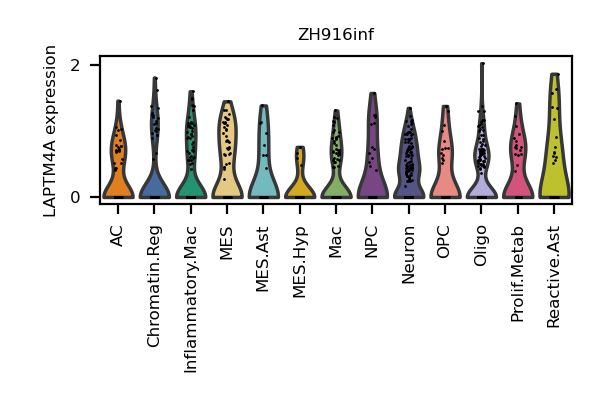 ZH916inf
LAPTM4A expression
2
0
AC
Chromatin.Reg
Inflammatory.Mac
MES
MES.Ast
MES.Hyp
Mac
NPC
Neuron
OPC
Oligo
Prolif.Metab
Reactive.Ast